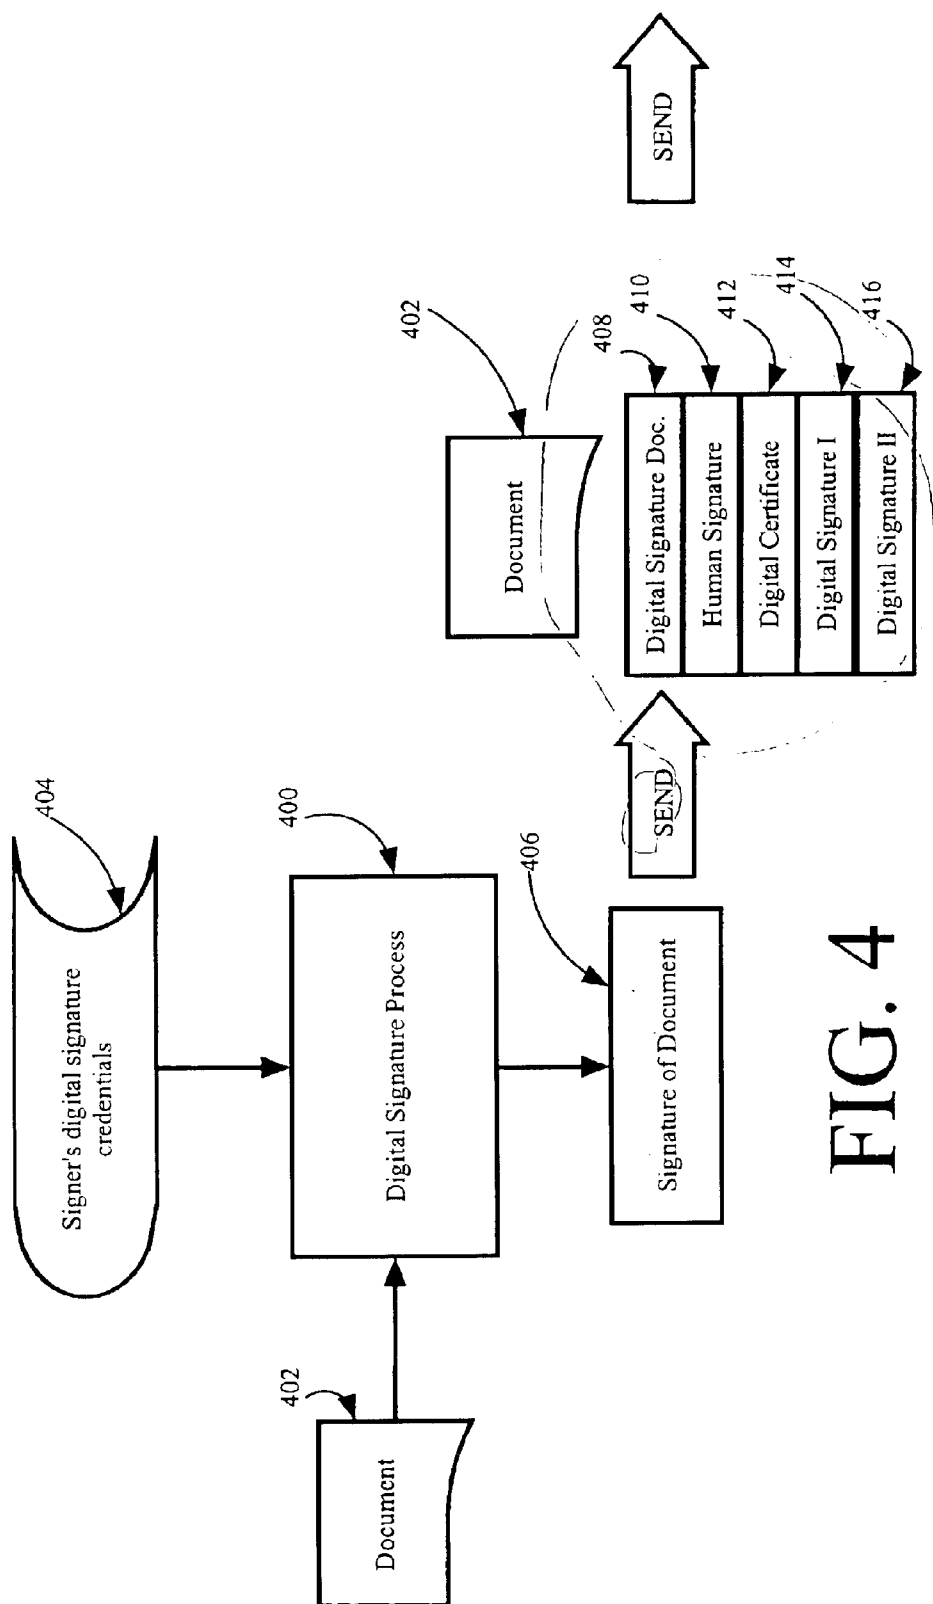 404
Signer's digital signature
credentials
400
Digital Signature Process
402
Document
406
Signature of Document
SEND
402
Document
408
Digital Signature Doc.
410
Human Signature
412
Digital Certificate
414
Digital Signature I
416
Digital Signature II
SEND
FIG. 4